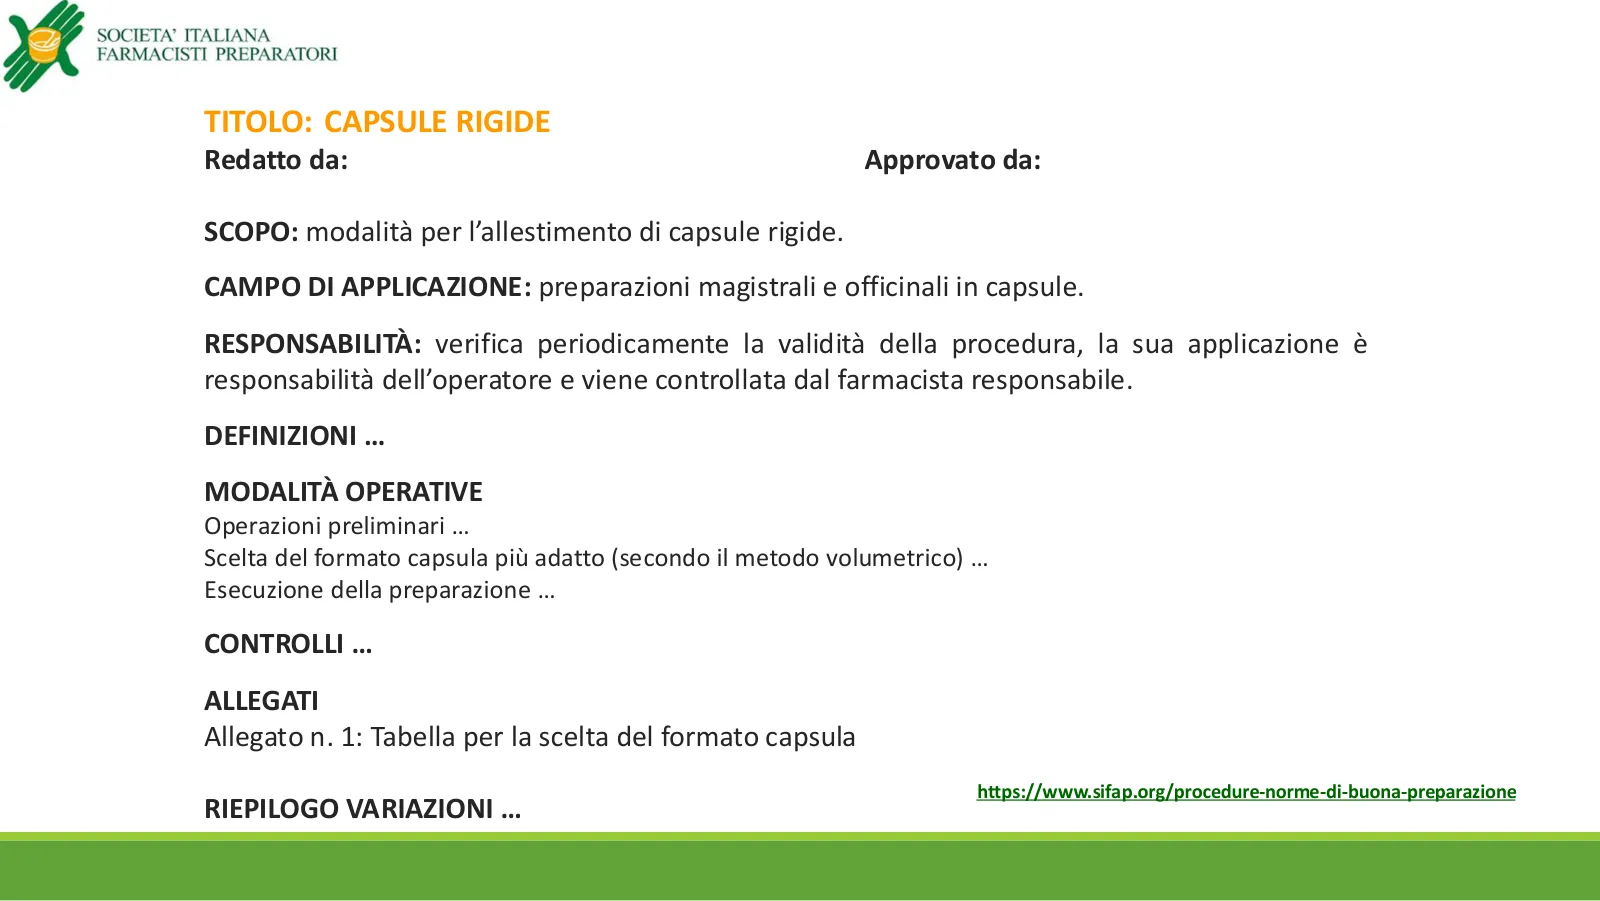 SOCIETA’ ITALIANA
FARMACISTI PREPARATORI
TITOLO: CAPSULE RIGIDE
Redatto da: Approvato da:
SCOPO: modalità per l’allestimento di capsule rigide.
CAMPO DI APPLICAZIONE: preparazioni magistrali e officinali in capsule.
RESPONSABILITÀ: verifica periodicamente la validità della procedura, la sua applicazione è
responsabilità dell’operatore e viene controllata dal farmacista responsabile.
DEFINIZIONI …
MODALITÀ OPERATIVE
Operazioni preliminari …
Scelta del formato capsula più adatto (secondo il metodo volumetrico) …
Esecuzione della preparazione …
CONTROLLI …
ALLEGATI
Allegato n. 1: Tabella per la scelta del formato capsula
https://www.sifap.org/procedure-norme-di-buona-preparazione
RIEPILOGO VARIAZIONI …